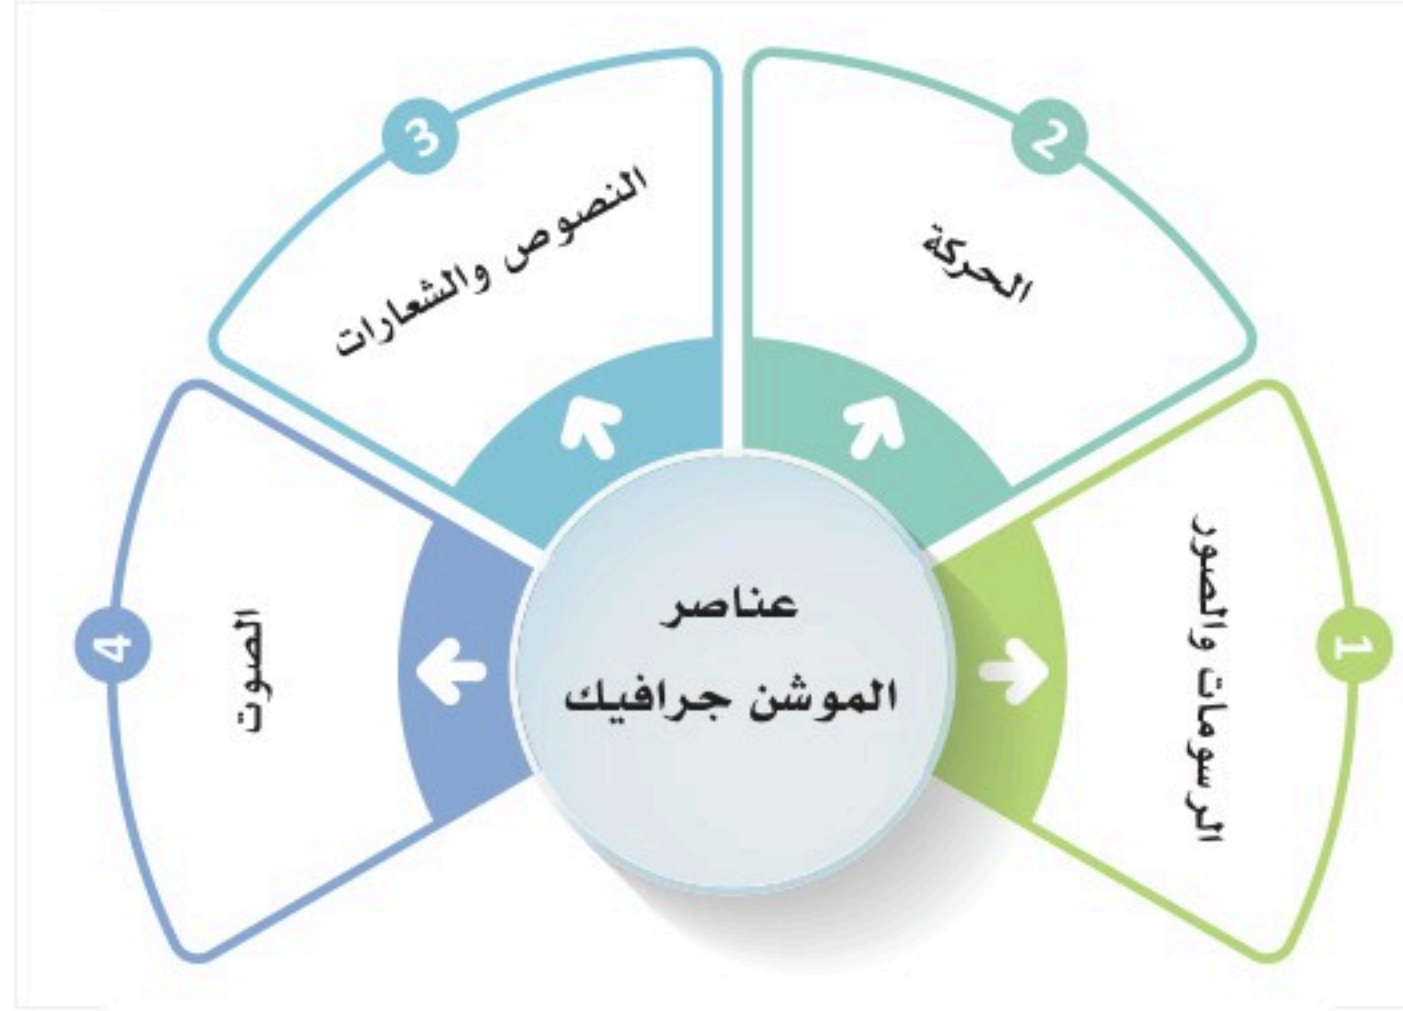 عناصر
الموشن جرافيك
1
الرسومات والصور
2
الحركة
3
النصوص والشعارات
4
الصوت